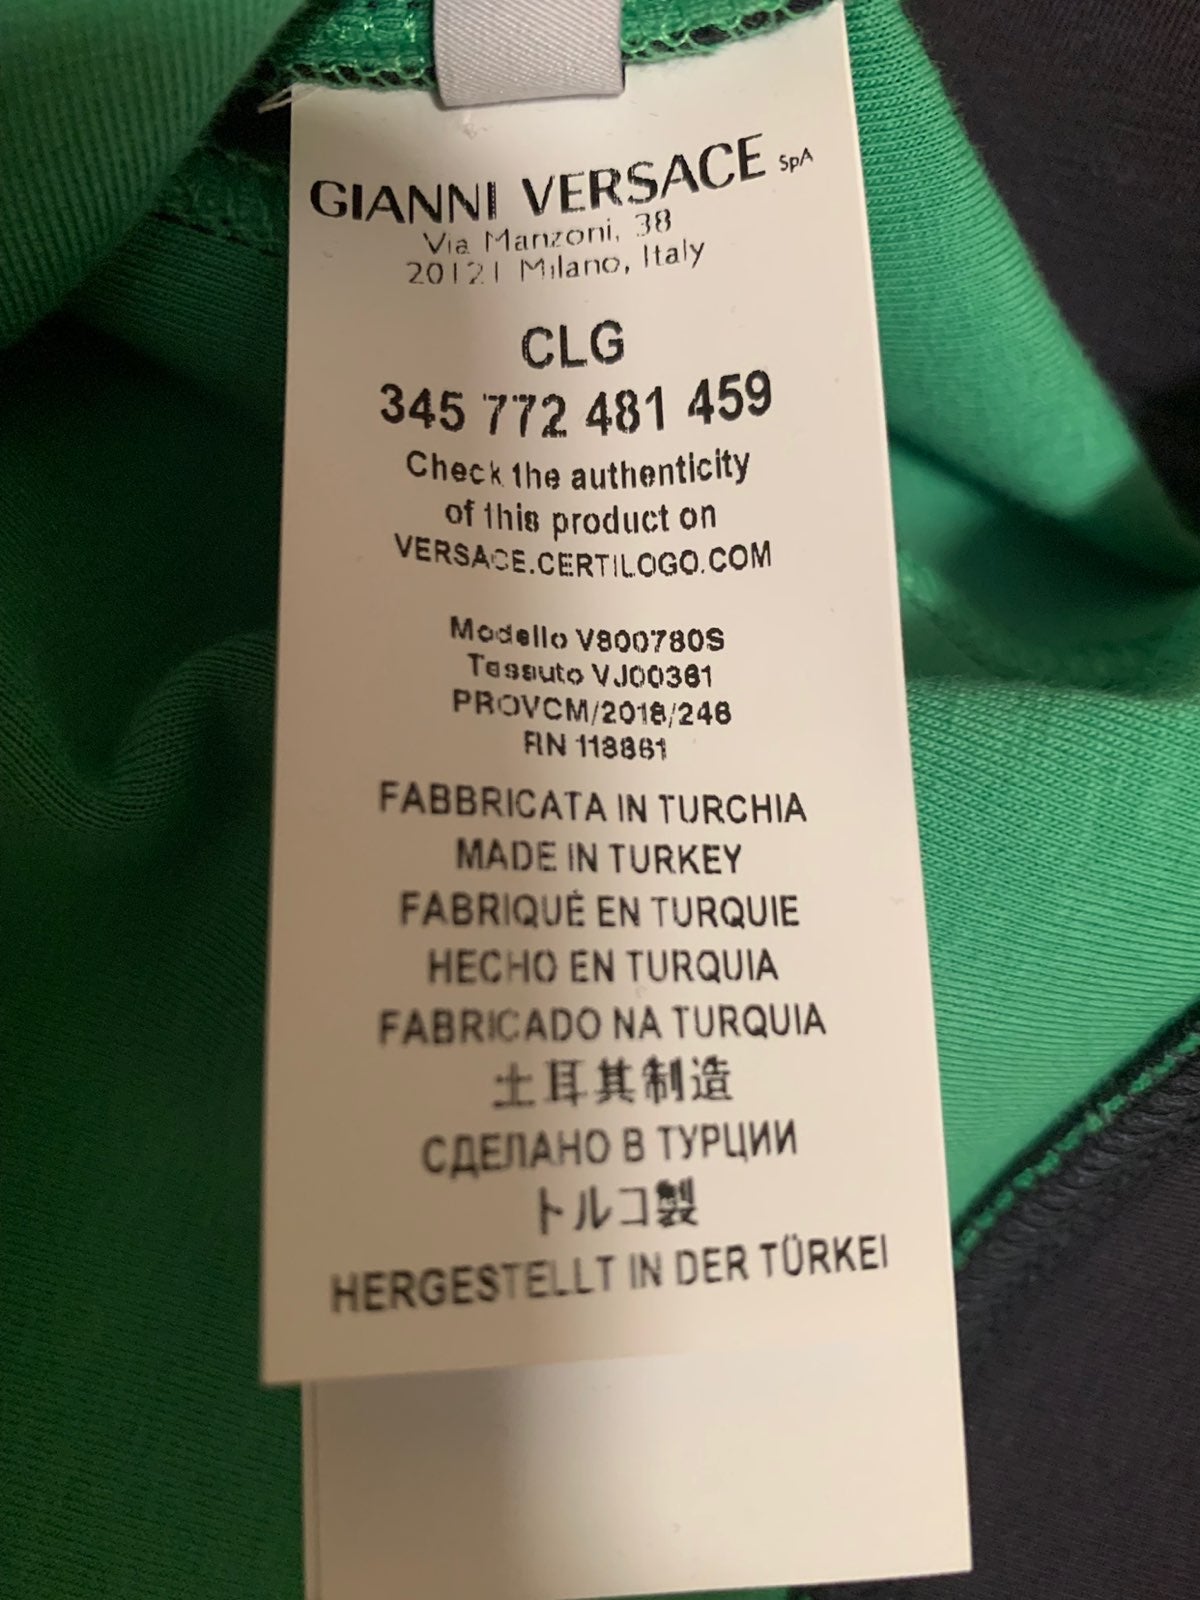 GIANNI VERSACE SpA
Via Manzoni, 38
20121 Milano, Italy
CLG
345 772 481 459
Check the authenticity
of this product on
VERSACE.CERTILOGO.COM
Modello V800780S
Tessuto VJ00361
PROVCM/2018/246
RN 118861
FABBRICATA IN TURCHIA
MADE IN TURKEY
FABRIQUÈ EN TURQUIE
HECHO EN TURQUIA
FABRICADO NA TURQUIA
土耳其制造
СДЕЛАНО В ТУРЦИИ
トルコ製
HERGESTELLT IN DER TÜRKEI